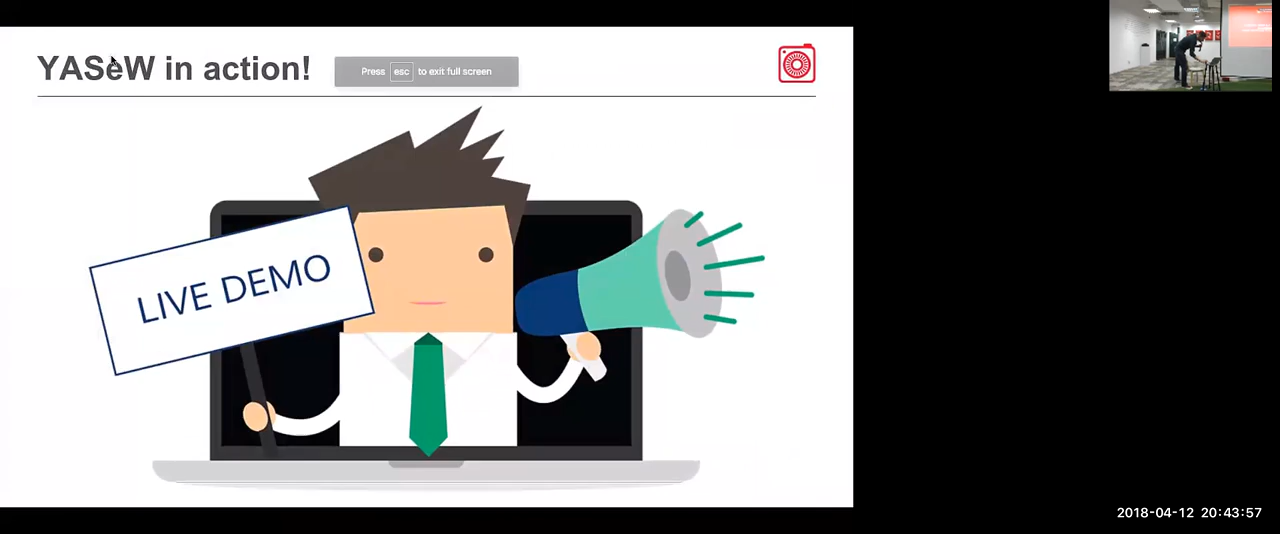 YASeW in action!
Press esc to exit full screen
LIVE DEMO
2018-04-12 20:43:57